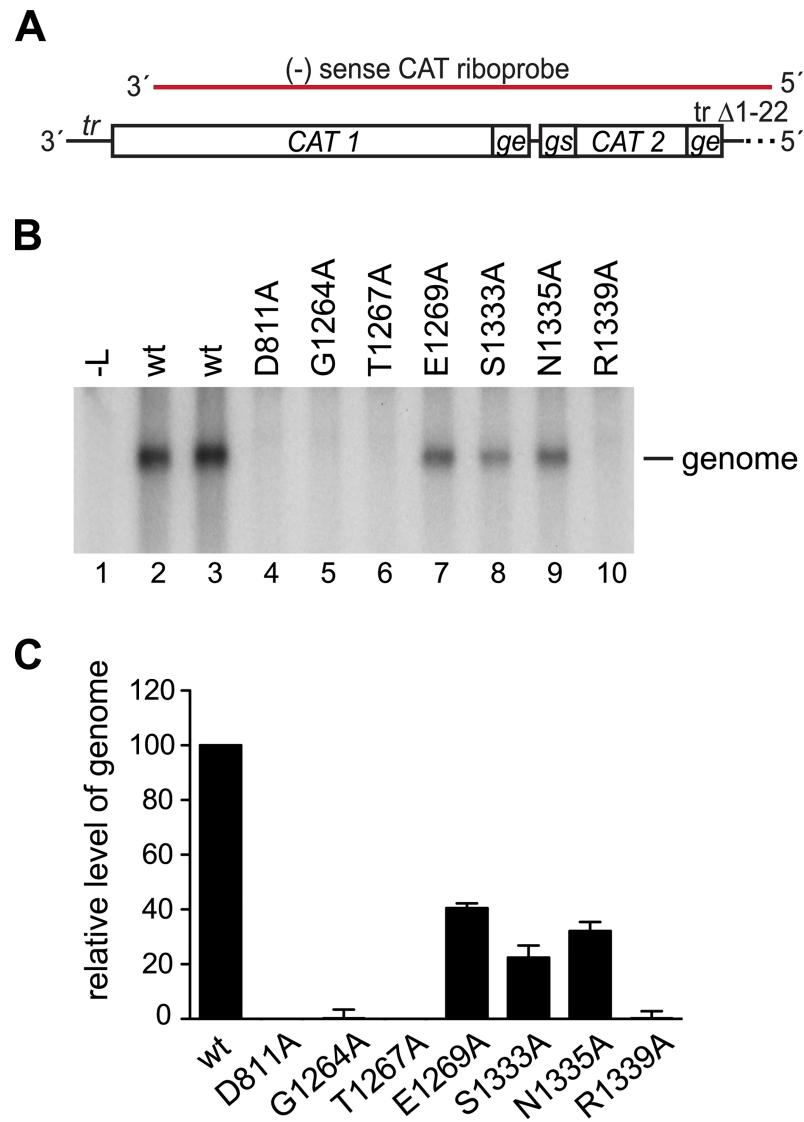 A
(-) sense CAT riboprobe
3´ 5´
tr Δ1-22
3´ tr CAT 1 ge gs CAT 2 ge 5´
B
-L wt wt D811A G1264A T1267A E1269A S1333A N1335A R1339A
genome
1 2 3 4 5 6 7 8 9 10
C
relative level of genome
120
100
80
60
40
20
0
wt D811A G1264A T1267A E1269A S1333A N1335A R1339A